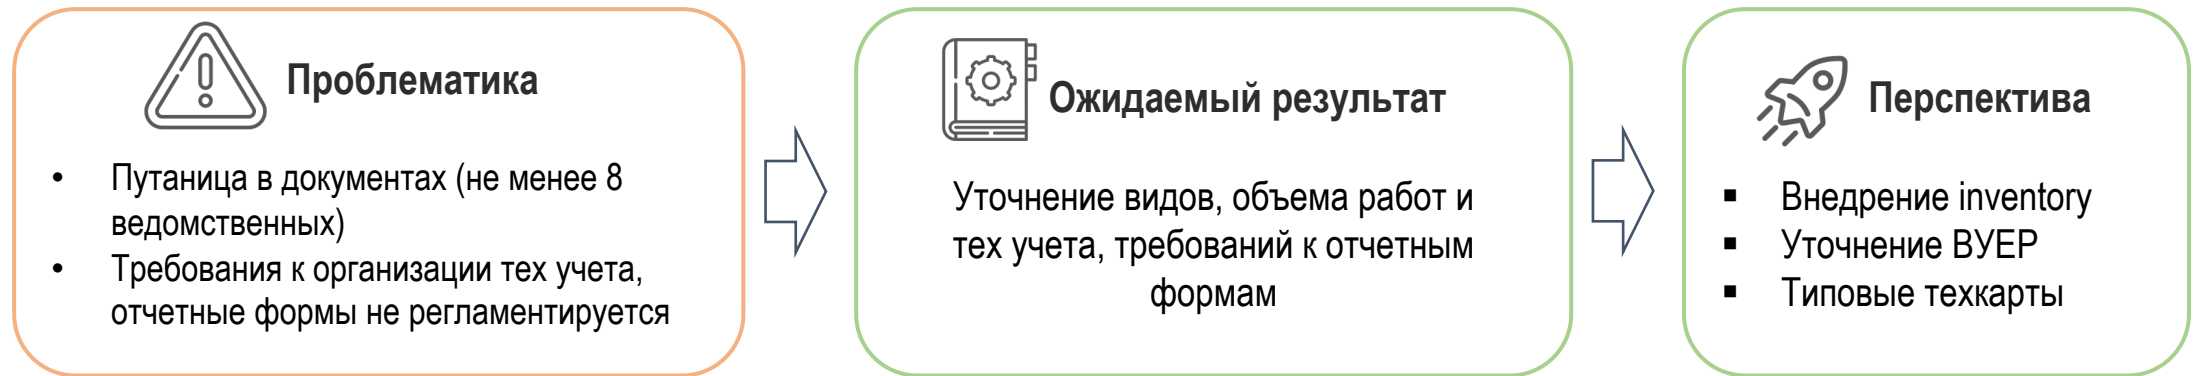 Проблематика
• Путаница в документах (не менее 8
ведомственных)
• Требования к организации тех учета,
отчетные формы не регламентируется
Ожидаемый результат
Уточнение видов, объема работ и
тех учета, требований к отчетным
формам
Перспектива
▪ Внедрение inventory
▪ Уточнение ВУЕР
▪ Типовые техкарты